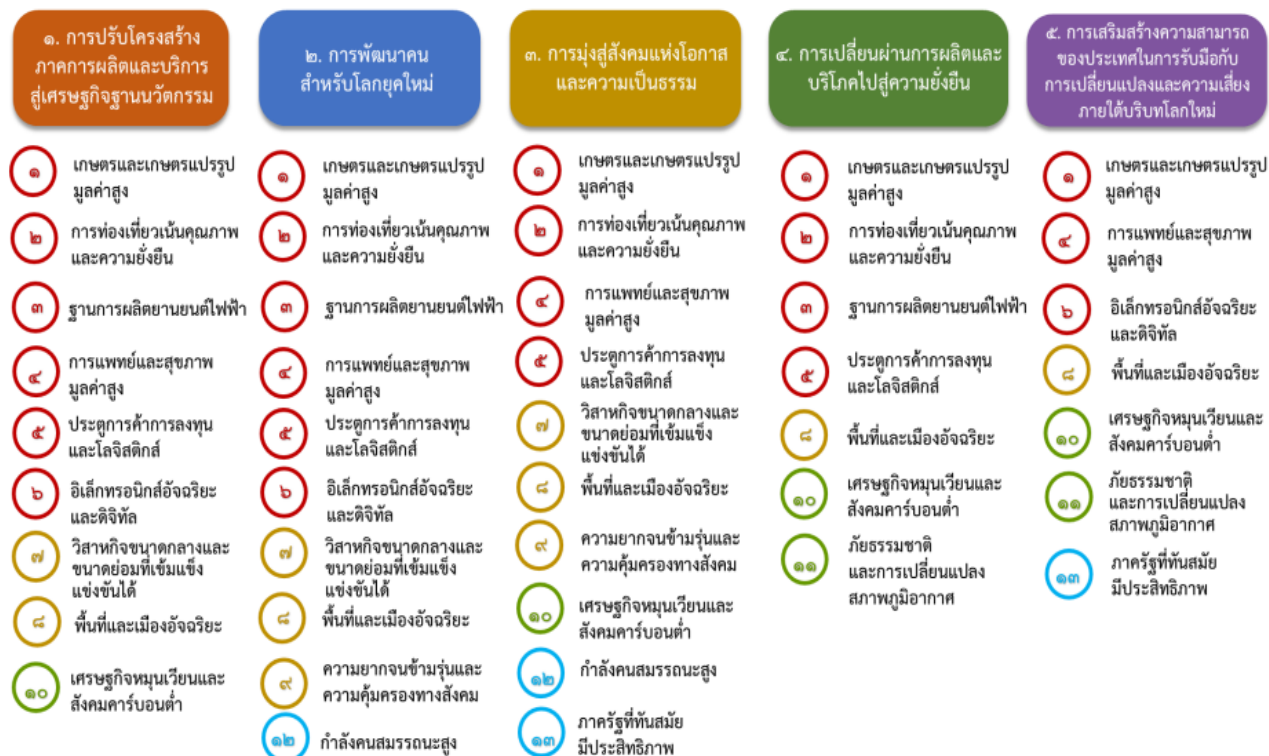 ๑. การปรับโครงสร้าง
ภาคการผลิตและบริการ
สู่เศรษฐกิจฐานนวัตกรรม
๑
เกษตรและเกษตรแปรรูป
มูลค่าสูง
๒
การท่องเที่ยวเน้นคุณภาพ
และความยั่งยืน
๓
ฐานการผลิตยานยนต์ไฟฟ้า
๔
การแพทย์และสุขภาพ
มูลค่าสูง
๕
ประตูการค้าการลงทุน
และโลจิสติกส์
๖
อิเล็กทรอนิกส์อัจฉริยะ
และดิจิทัล
๗
วิสาหกิจขนาดกลางและ
ขนาดย่อมที่เข้มแข็ง
แข่งขันได้
๘
พื้นที่และเมืองอัจฉริยะ
๑๐
เศรษฐกิจหมุนเวียนและ
สังคมคาร์บอนต่ำ
๒. การพัฒนาคน
สำหรับโลกยุคใหม่
๑
เกษตรและเกษตรแปรรูป
มูลค่าสูง
๒
การท่องเที่ยวเน้นคุณภาพ
และความยั่งยืน
๓
ฐานการผลิตยานยนต์ไฟฟ้า
๔
การแพทย์และสุขภาพ
มูลค่าสูง
๕
ประตูการค้าการลงทุน
และโลจิสติกส์
๖
อิเล็กทรอนิกส์อัจฉริยะ
และดิจิทัล
๗
วิสาหกิจขนาดกลางและ
ขนาดย่อมที่เข้มแข็ง
แข่งขันได้
๘
พื้นที่และเมืองอัจฉริยะ
๙
ความยากจนข้ามรุ่นและ
ความคุ้มครองทางสังคม
๑๒
กำลังคนสมรรถนะสูง
๓. การมุ่งสู่สังคมแห่งโอกาส
และความเป็นธรรม
๑
เกษตรและเกษตรแปรรูป
มูลค่าสูง
๒
การท่องเที่ยวเน้นคุณภาพ
และความยั่งยืน
๔
การแพทย์และสุขภาพ
มูลค่าสูง
๕
ประตูการค้าการลงทุน
และโลจิสติกส์
๗
วิสาหกิจขนาดกลางและ
ขนาดย่อมที่เข้มแข็ง
แข่งขันได้
๘
พื้นที่และเมืองอัจฉริยะ
๙
ความยากจนข้ามรุ่นและ
ความคุ้มครองทางสังคม
๑๐
เศรษฐกิจหมุนเวียนและ
สังคมคาร์บอนต่ำ
๑๒
กำลังคนสมรรถนะสูง
๑๓
ภาครัฐที่ทันสมัย
มีประสิทธิภาพ
๔. การเปลี่ยนผ่านการผลิตและ
บริโภคไปสู่ความยั่งยืน
๑
เกษตรและเกษตรแปรรูป
มูลค่าสูง
๒
การท่องเที่ยวเน้นคุณภาพ
และความยั่งยืน
๓
ฐานการผลิตยานยนต์ไฟฟ้า
๕
ประตูการค้าการลงทุน
และโลจิสติกส์
๘
พื้นที่และเมืองอัจฉริยะ
๑๐
เศรษฐกิจหมุนเวียนและ
สังคมคาร์บอนต่ำ
๑๑
ภัยธรรมชาติ
และการเปลี่ยนแปลง
สภาพภูมิอากาศ
๕. การเสริมสร้างความสามารถ
ของประเทศในการรับมือกับ
การเปลี่ยนแปลงและความเสี่ยง
ภายใต้บริบทโลกใหม่
๑
เกษตรและเกษตรแปรรูป
มูลค่าสูง
๔
การแพทย์และสุขภาพ
มูลค่าสูง
๖
อิเล็กทรอนิกส์อัจฉริยะ
และดิจิทัล
๘
พื้นที่และเมืองอัจฉริยะ
๑๐
เศรษฐกิจหมุนเวียนและ
สังคมคาร์บอนต่ำ
๑๑
ภัยธรรมชาติ
และการเปลี่ยนแปลง
สภาพภูมิอากาศ
๑๓
ภาครัฐที่ทันสมัย
มีประสิทธิภาพ